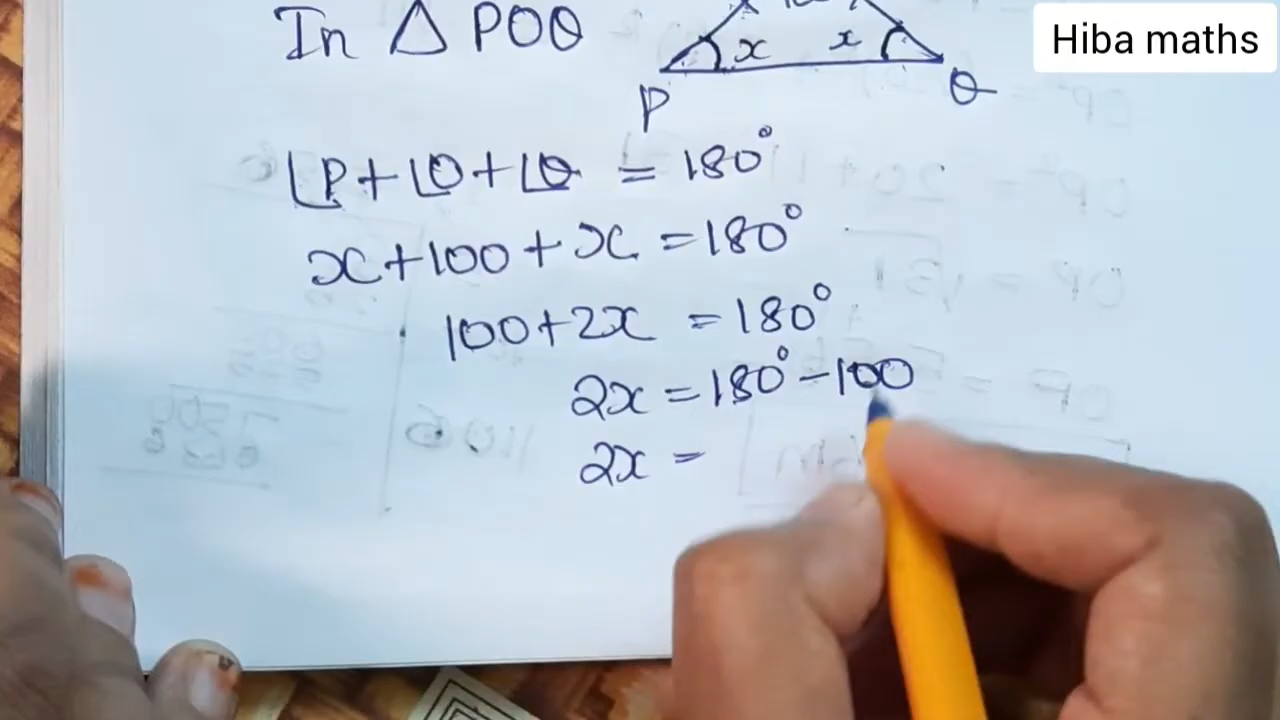 Hiba maths
In △ POQ
x x
P Q
∠P+∠O+∠Q = 180°
x+100+x=180°
100+2x = 180°
2x = 180°-100
2x =